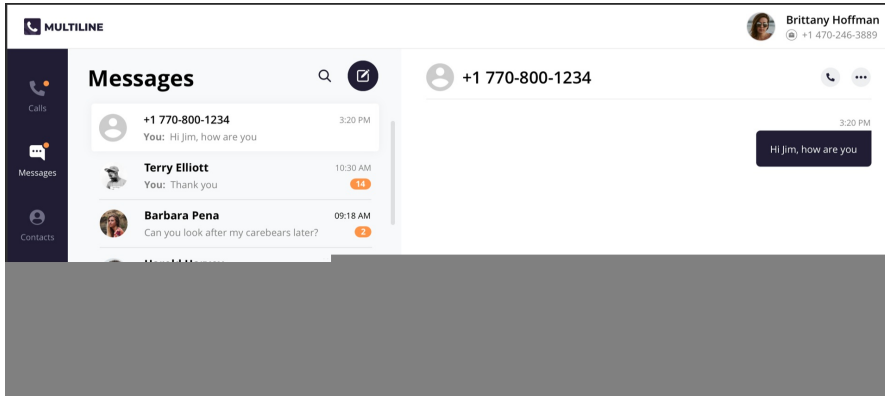 MULTILINE
Brittany Hoffman
+1 470-246-3889
Calls
Messages
Contacts
Messages
+1 770-800-1234
3:20 PM
You: Hi Jim, how are you
Terry Elliott
10:30 AM
You: Thank you
14
Barbara Pena
09:18 AM
Can you look after my carebears later?
2
+1 770-800-1234
3:20 PM
Hi Jim, how are you